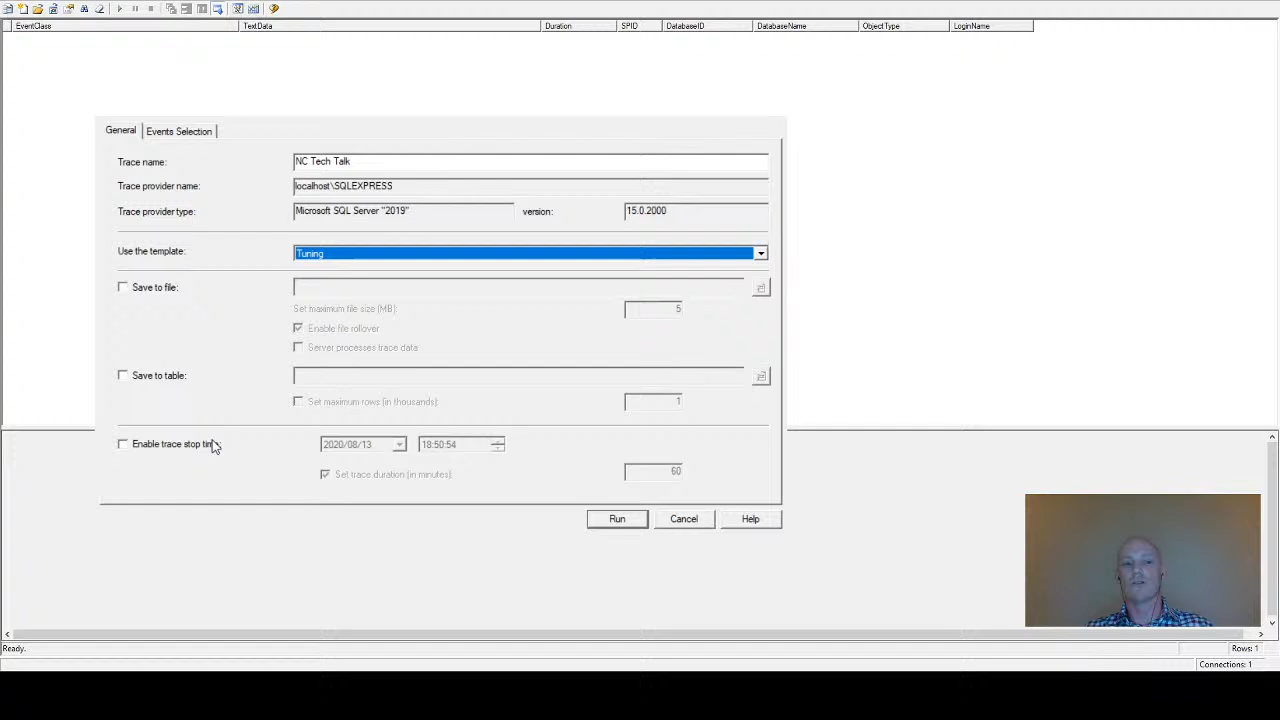 EventClass TextData Duration SPID DatabaseID DatabaseName ObjectType LoginName
General Events Selection
Trace name: NC Tech Talk
Trace provider name: localhost\SQLEXPRESS
Trace provider type: Microsoft SQL Server "2019" version: 15.0.2000
Use the template: Tuning
Save to file:
Set maximum file size (MB): 5
Enable file rollover
Server processes trace data
Save to table:
Set maximum rows (in thousands): 1
Enable trace stop time: 2020/08/13 18:50:54
Set trace duration (in minutes): 60
Run Cancel Help
Ready. Rows: 1
Connections: 1